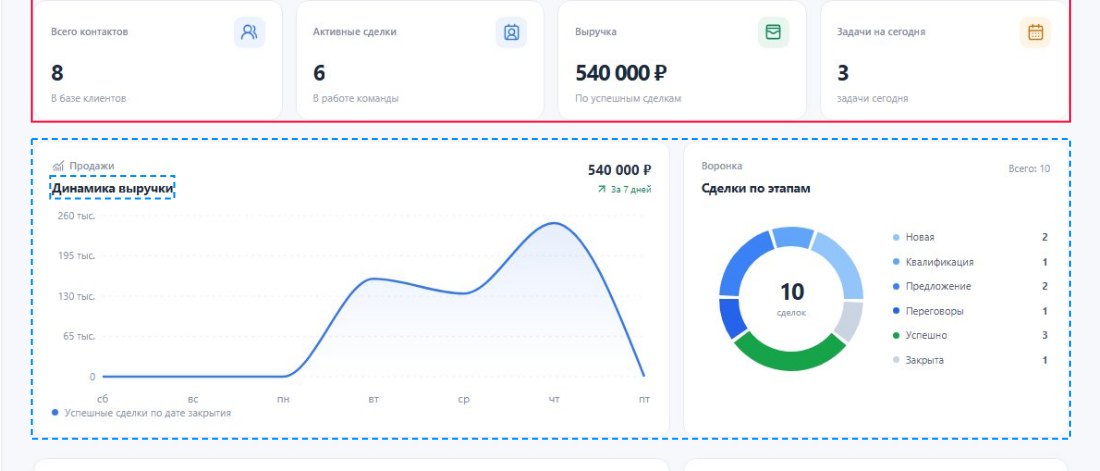 Всего контактов
8
В базе клиентов
Активные сделки
6
В работе команды
Выручка
540 000 ₽
По успешным сделкам
Задачи на сегодня
3
задачи сегодня
Продажи
Динамика выручки
540 000 ₽
За 7 дней
260 тыс.
195 тыс.
130 тыс.
65 тыс.
0
сб вс пн вт ср чт пт
Успешные сделки по дате закрытия
Воронка
Сделки по этапам
Всего: 10
10
сделок
Новая 2
Квалификация 1
Предложение 2
Переговоры 1
Успешно 3
Закрыта 1